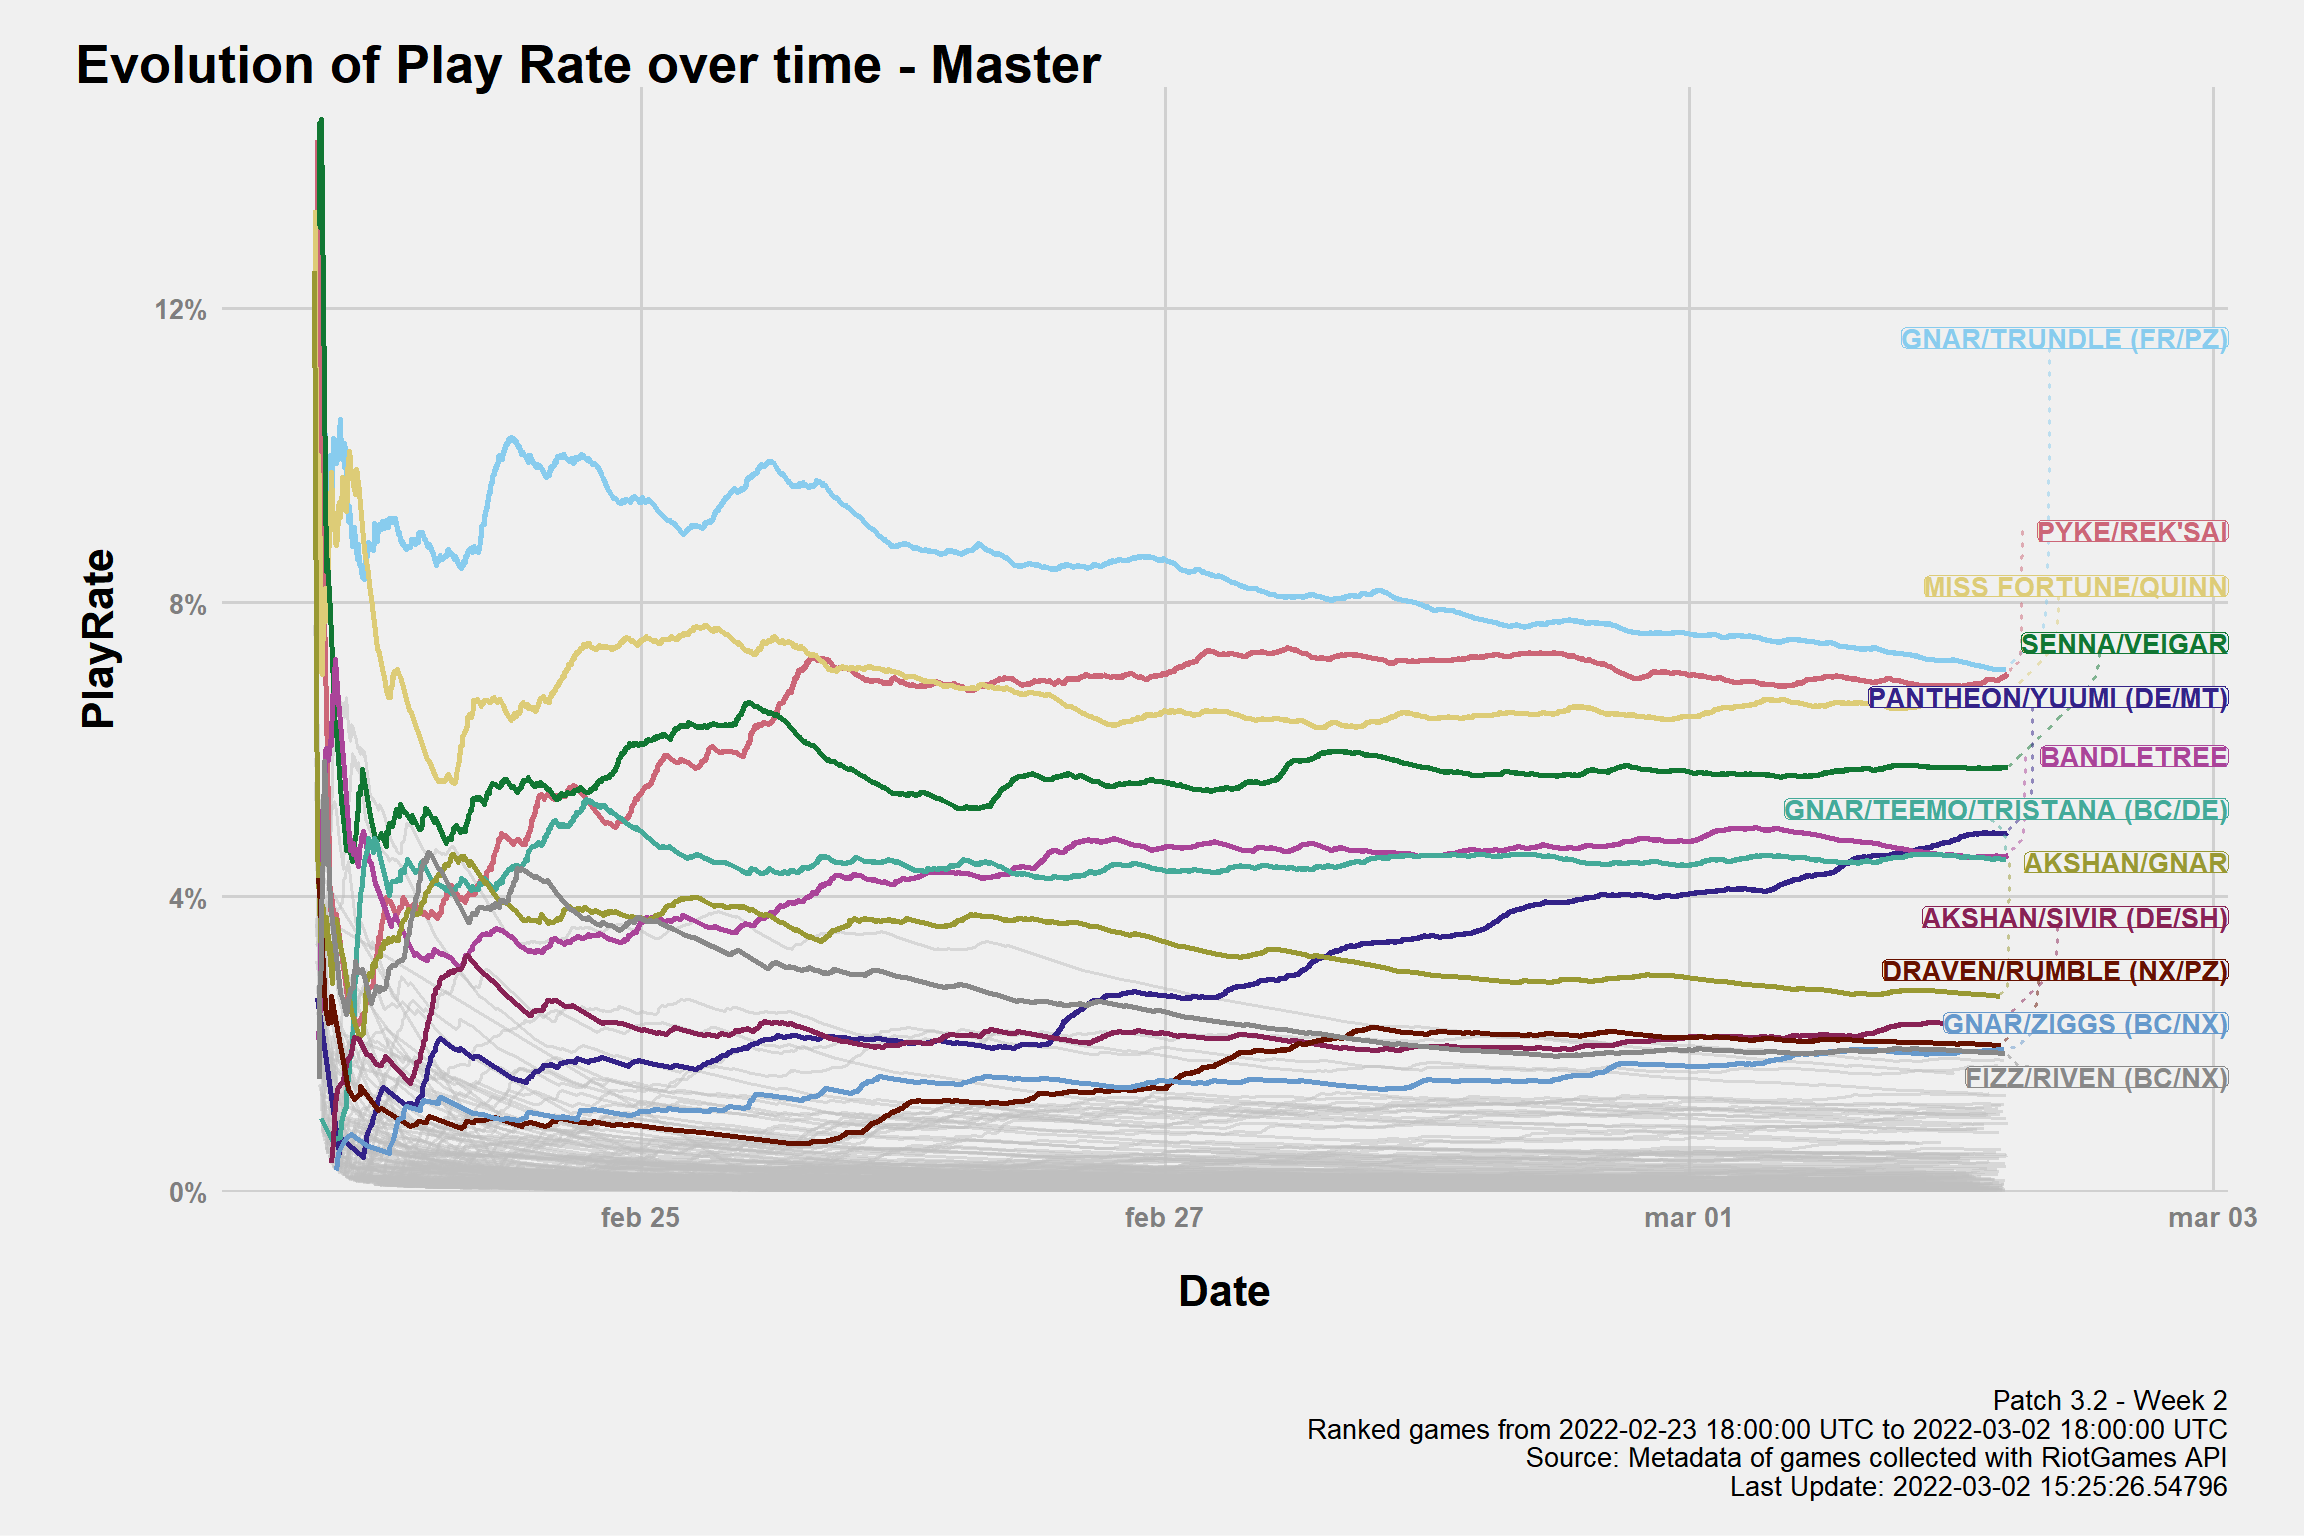 Evolution of Play Rate over time - Master
PlayRate
12%
8%
4%
0%
GNAR/TRUNDLE (FR/PZ)
PYKE/REK'SAI
MISS FORTUNE/QUINN
SENNA/VEIGAR
PANTHEON/YUUMI (DE/MT)
BANDLETREE
GNAR/TEEMO/TRISTANA (BC/DE)
AKSHAN/GNAR
AKSHAN/SIVIR (DE/SH)
DRAVEN/RUMBLE (NX/PZ)
GNAR/ZIGGS (BC/NX)
FIZZ/RIVEN (BC/NX)
feb 25
feb 27
mar 01
mar 03
Date
Patch 3.2 - Week 2
Ranked games from 2022-02-23 18:00:00 UTC to 2022-03-02 18:00:00 UTC
Source: Metadata of games collected with RiotGames API
Last Update: 2022-03-02 15:25:26.54796